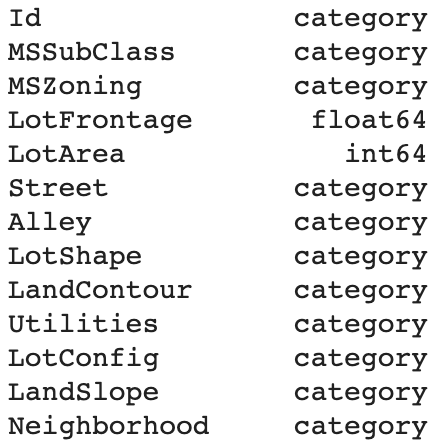 Id category
MSSubClass category
MSZoning category
LotFrontage float64
LotArea int64
Street category
Alley category
LotShape category
LandContour category
Utilities category
LotConfig category
LandSlope category
Neighborhood category